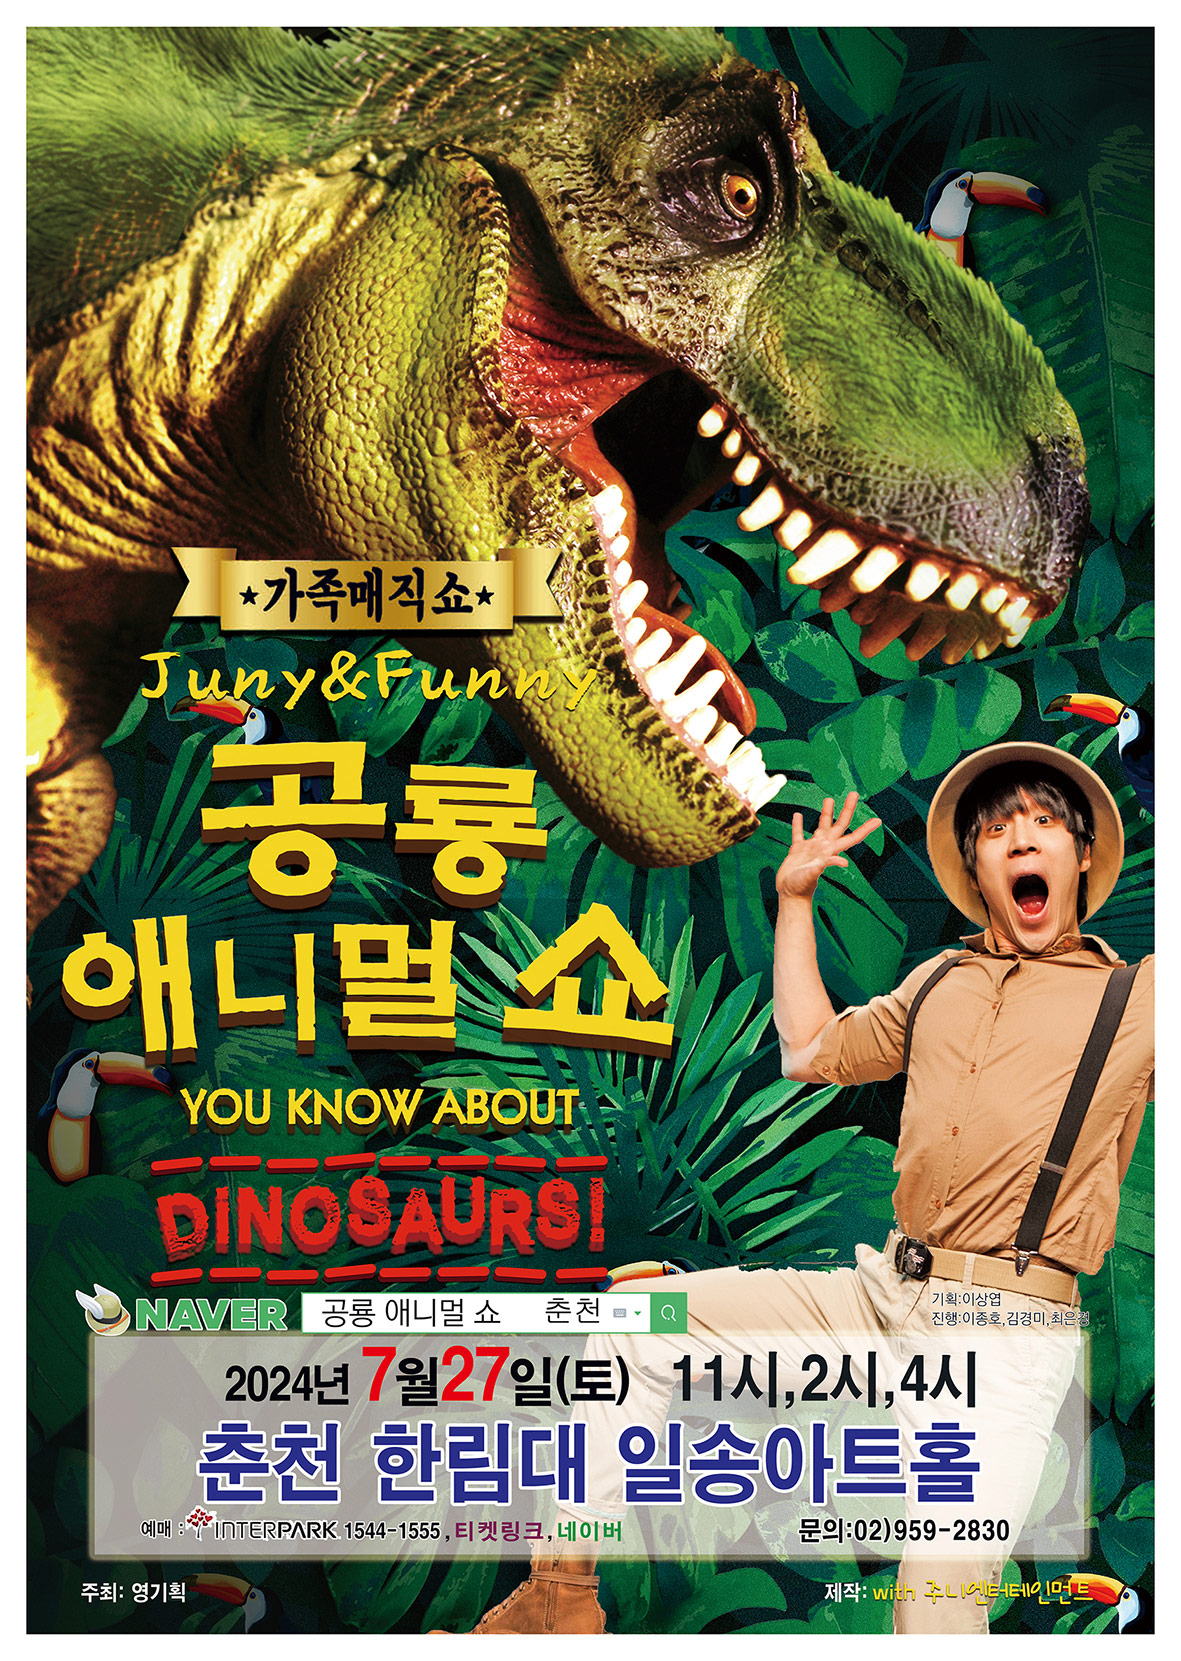 ★가족매직쇼★
Juny&Funny
공룡
애니멀 쇼
YOU KNOW ABOUT
DINOSAURS!
NAVER 공룡 애니멀 쇼 춘천
기획:이상엽
진행:이종호,김경미,최은정
2024년 7월27일(토) 11시,2시,4시
춘천 한림대 일송아트홀
예매 : INTERPARK 1544-1555,티켓링크,네이버 문의:02)959-2830
주최: 영기획 제작: with 주니엔터테인먼트